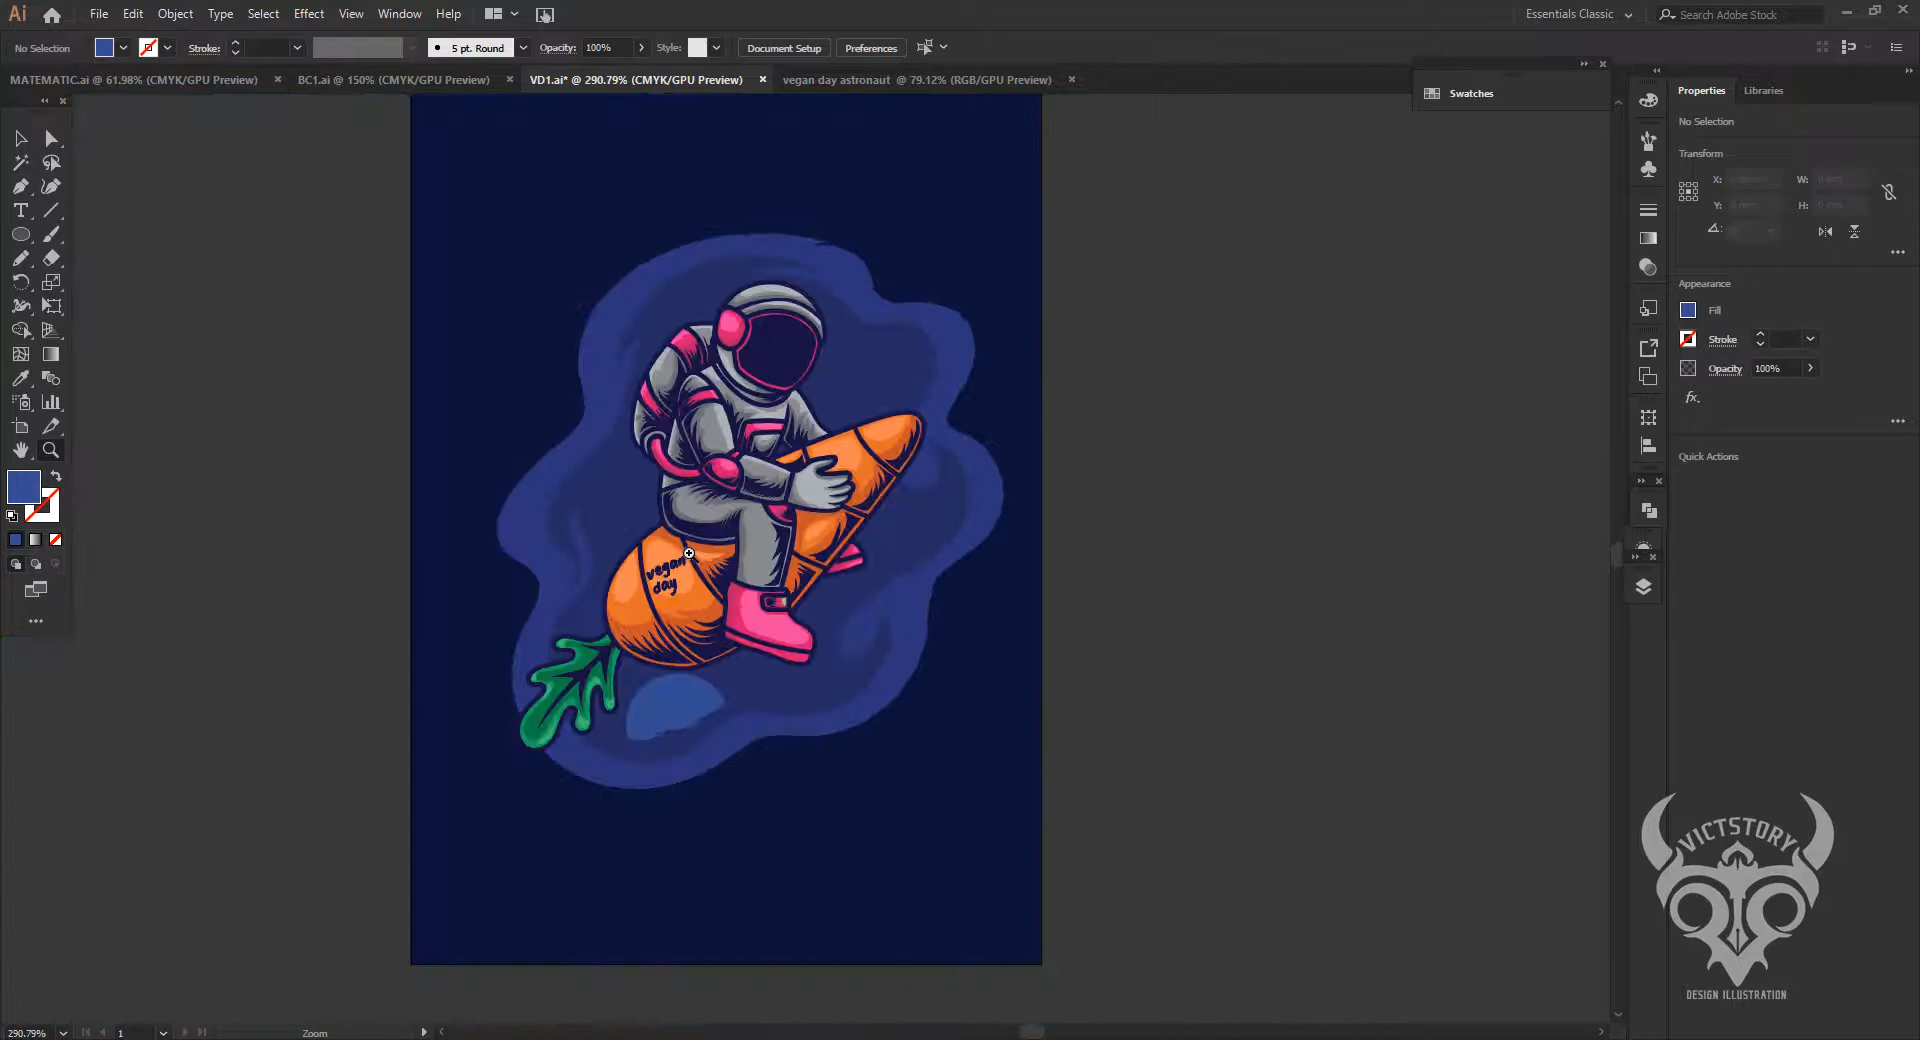 Ai File Edit Object Type Select Effect View Window Help Essentials Classic Search Adobe Stock
No Selection Stroke: 5 pt. Round Opacity: 100% Style: Document Setup Preferences
MATEMATIC.ai @ 61.98% (CMYK/GPU Preview) BC1.ai @ 150% (CMYK/GPU Preview) VD1.ai* @ 290.79% (CMYK/GPU Preview) vegan day astronaut @ 79.12% (RGB/GPU Preview)
Swatches
Properties Libraries
No Selection
Transform
X: W:
Y: H:
Appearance
Fill
Stroke
Opacity 100%
fx.
Quick Actions
vegan
day
VICTSTORY
DESIGN ILLUSTRATION
290.79% 1 Zoom